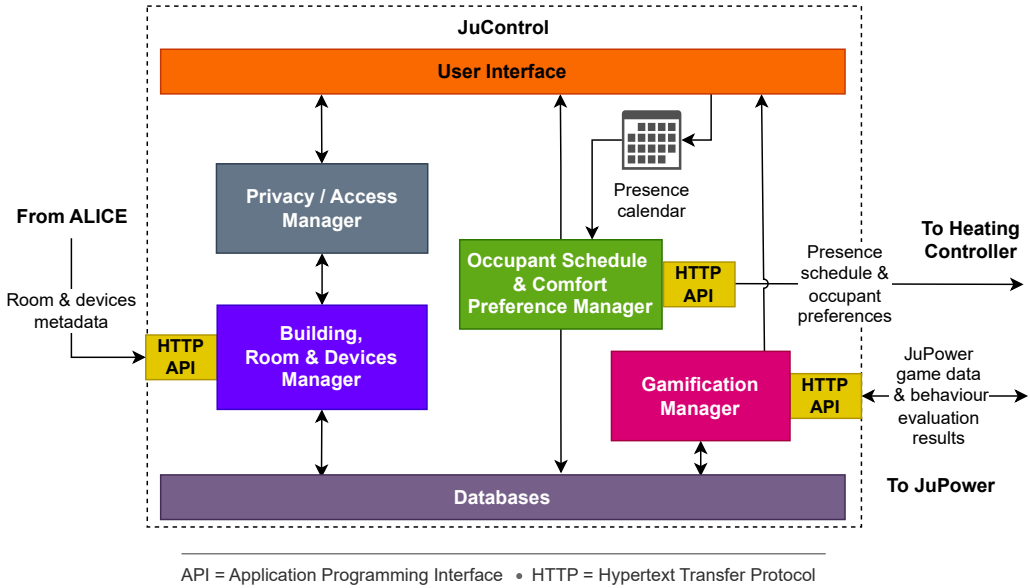 JuControl
User Interface
Presence
calendar
Privacy / Access
Manager
From ALICE
Room & devices
metadata
HTTP
API
Building,
Room & Devices
Manager
Occupant Schedule
& Comfort
Preference Manager
HTTP
API
Presence
schedule &
occupant
preferences
To Heating
Controller
Gamification
Manager
HTTP
API
JuPower
game data
& behaviour
evaluation
results
To JuPower
Databases
API = Application Programming Interface • HTTP = Hypertext Transfer Protocol